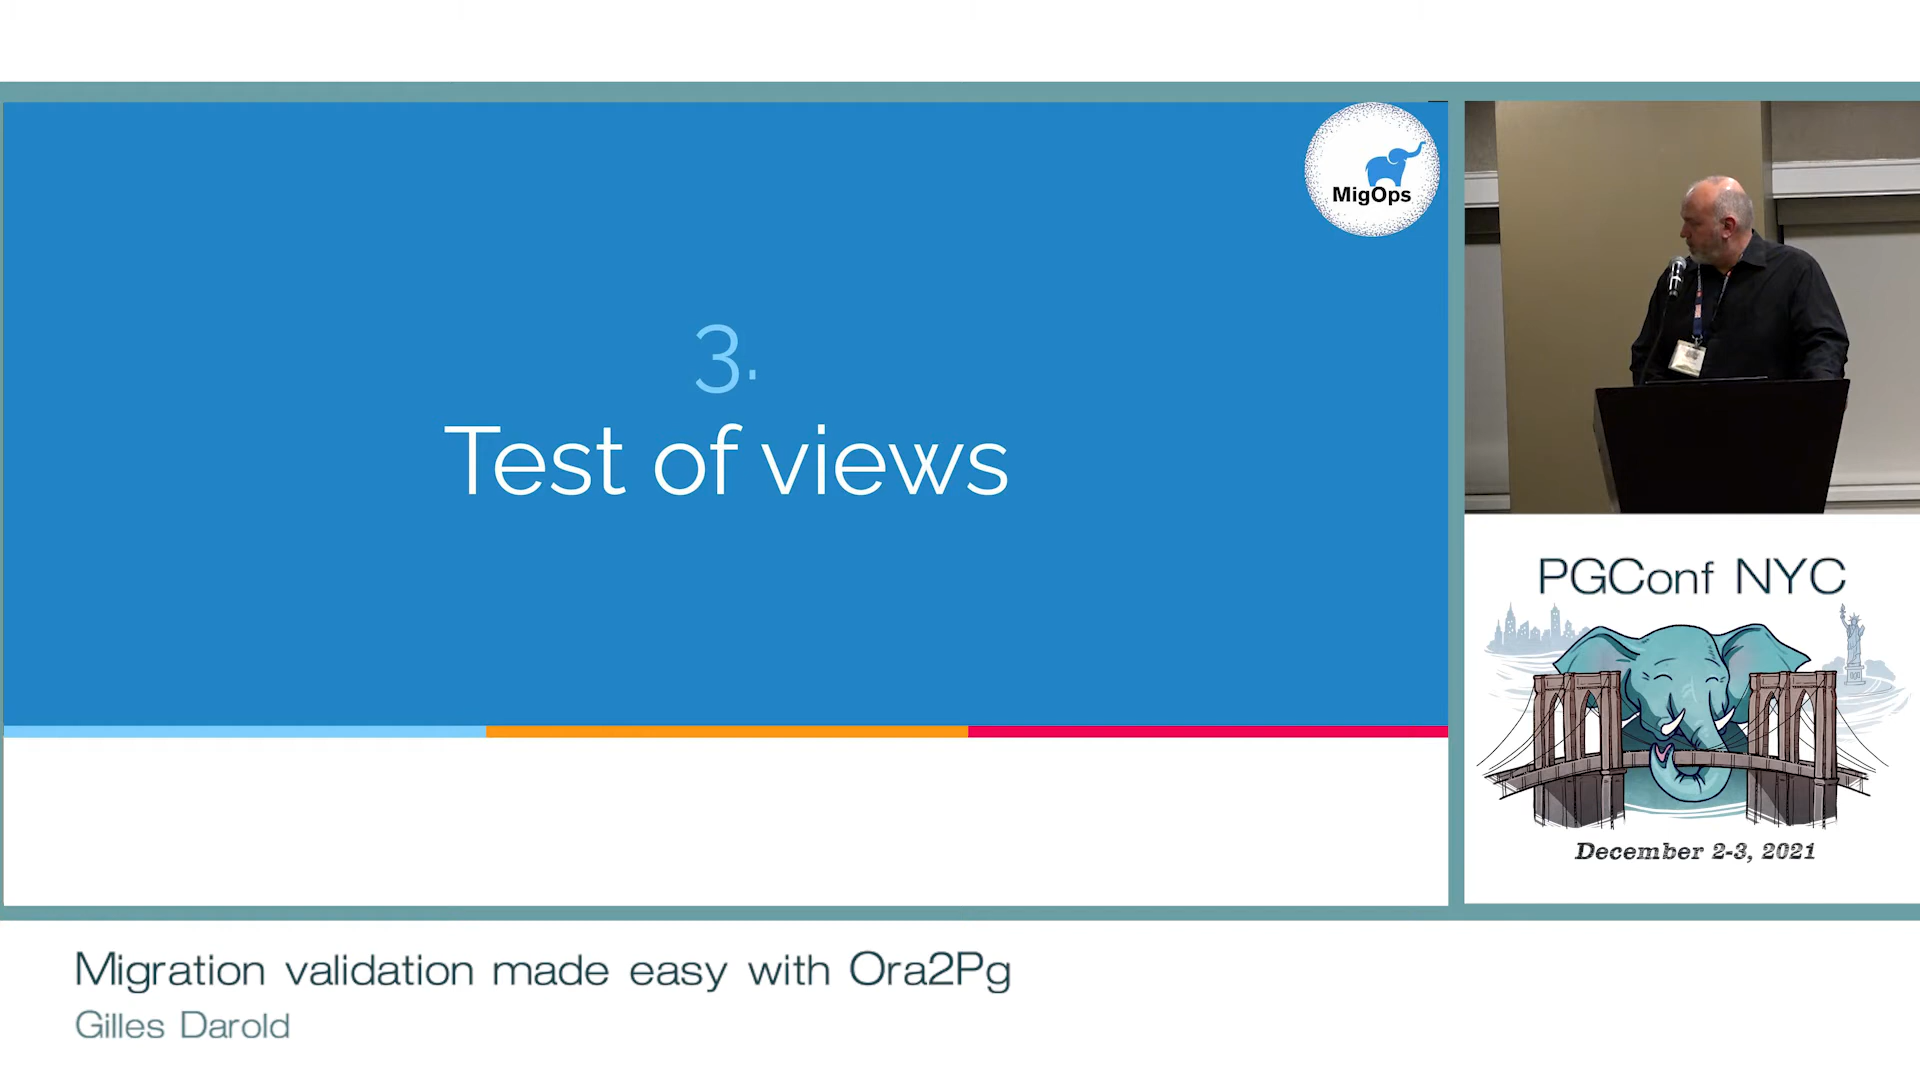 MigOps
3.
Test of views
PGConf NYC
December 2-3, 2021
Migration validation made easy with Ora2Pg
Gilles Darold